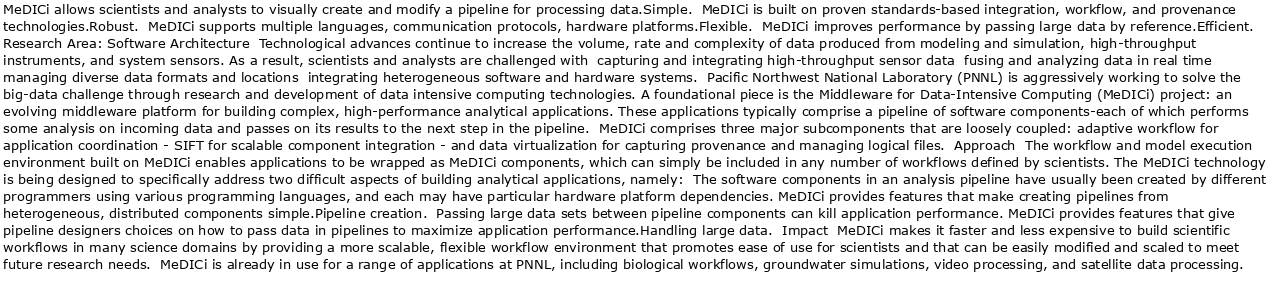 MeDICi allows scientists and analysts to visually create and modify a pipeline for processing data.Simple.  MeDICi is built on proven standards-based integration, workflow, and provenance
technologies.Robust.  MeDICi supports multiple languages, communication protocols, hardware platforms.Flexible.  MeDICi improves performance by passing large data by reference.Efficient.
Research Area: Software Architecture  Technological advances continue to increase the volume, rate and complexity of data produced from modeling and simulation, high-throughput
instruments, and system sensors. As a result, scientists and analysts are challenged with  capturing and integrating high-throughput sensor data  fusing and analyzing data in real time
managing diverse data formats and locations  integrating heterogeneous software and hardware systems.  Pacific Northwest National Laboratory (PNNL) is aggressively working to solve the
big-data challenge through research and development of data intensive computing technologies. A foundational piece is the Middleware for Data-Intensive Computing (MeDICi) project: an
evolving middleware platform for building complex, high-performance analytical applications. These applications typically comprise a pipeline of software components-each of which performs
some analysis on incoming data and passes on its results to the next step in the pipeline.  MeDICi comprises three major subcomponents that are loosely coupled: adaptive workflow for
application coordination - SIFT for scalable component integration - and data virtualization for capturing provenance and managing logical files.  Approach  The workflow and model execution
environment built on MeDICi enables applications to be wrapped as MeDICi components, which can simply be included in any number of workflows defined by scientists. The MeDICi technology
is being designed to specifically address two difficult aspects of building analytical applications, namely:  The software components in an analysis pipeline have usually been created by different
programmers using various programming languages, and each may have particular hardware platform dependencies. MeDICi provides features that make creating pipelines from
heterogeneous, distributed components simple.Pipeline creation.  Passing large data sets between pipeline components can kill application performance. MeDICi provides features that give
pipeline designers choices on how to pass data in pipelines to maximize application performance.Handling large data.  Impact  MeDICi makes it faster and less expensive to build scientific
workflows in many science domains by providing a more scalable, flexible workflow environment that promotes ease of use for scientists and that can be easily modified and scaled to meet
future research needs.  MeDICi is already in use for a range of applications at PNNL, including biological workflows, groundwater simulations, video processing, and satellite data processing.